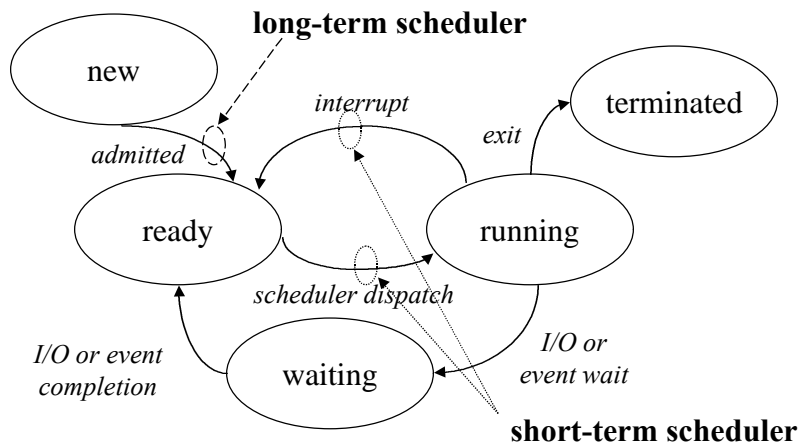 long-term scheduler
new
interrupt
terminated
exit
admitted
ready
running
scheduler dispatch
I/O or event
completion
waiting
I/O or
event wait
short-term scheduler